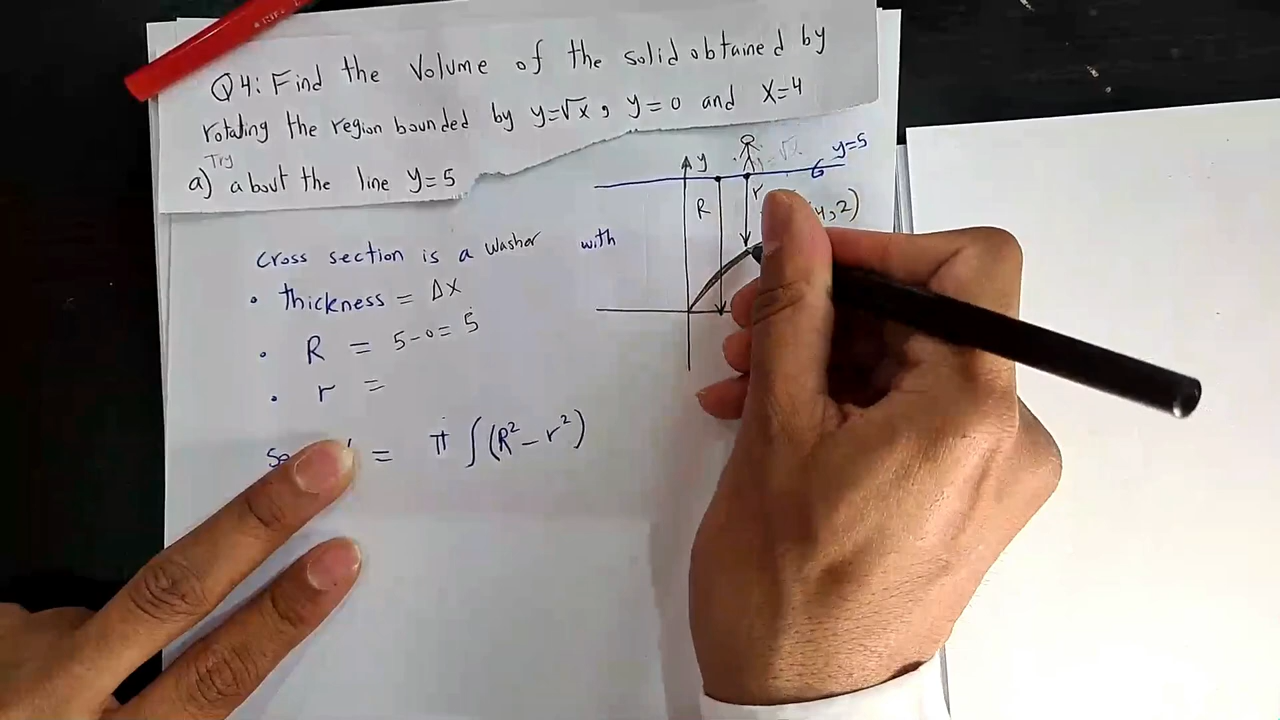 Q4: Find the Volume of the solid obtained by
rotating the region bounded by y=√x, y=0 and X=4
Try
a) about the line y=5
y
y=√x
y=5
R
r
(4,2)
Cross section is a washer with
• thickness = Δx
• R = 5-0=5
• r =
So = π ∫(R²-r²)